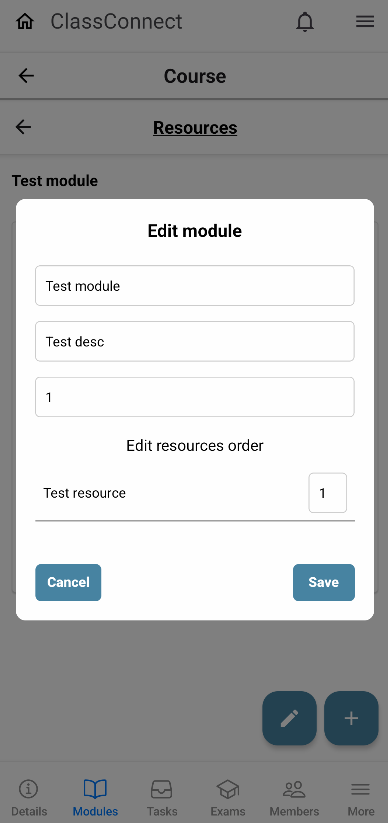 ClassConnect
Course
Resources
Test module
Edit module
Test module
Test desc
1
Edit resources order
Test resource 1
Cancel Save
Details Modules Tasks Exams Members More